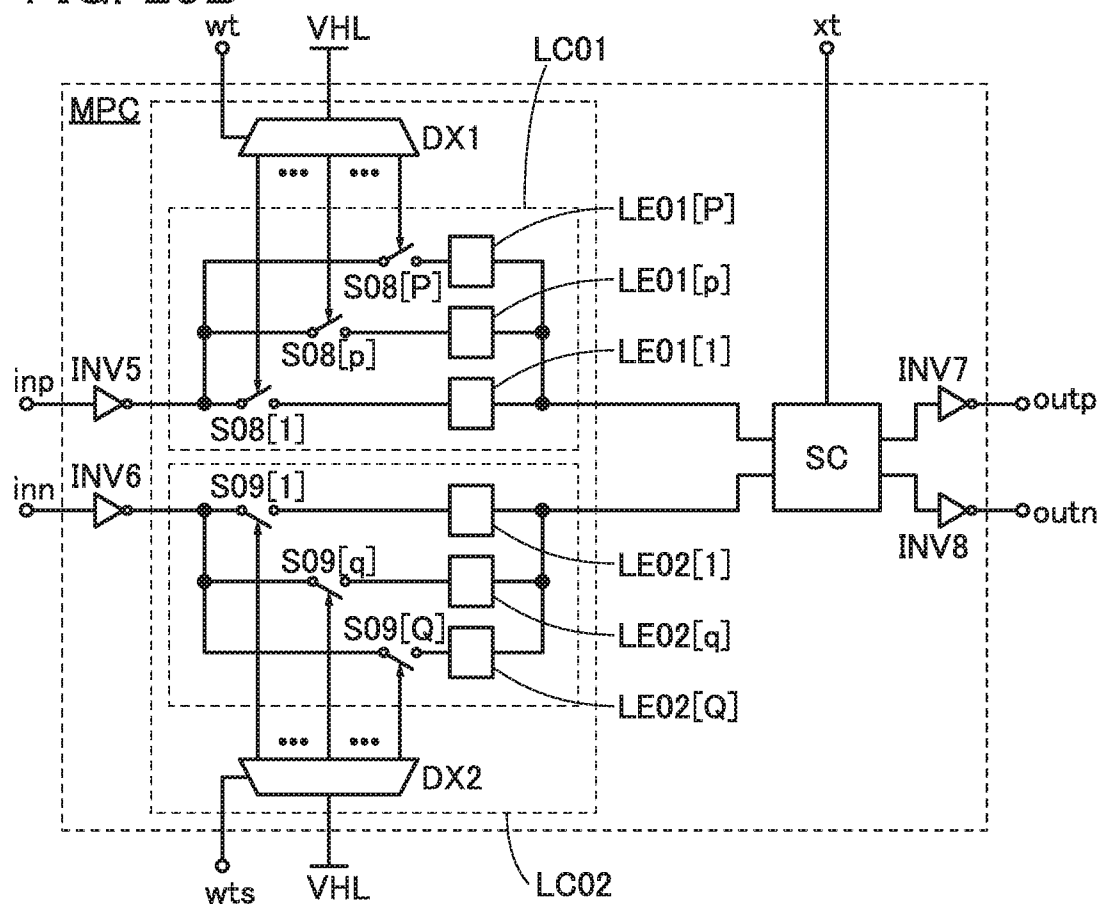 wt
VHL
xt
LC01
MPC
DX1
LE01[P]
S08[P]
LE01[p]
S08[p]
LE01[1]
inp
INV5
S08[1]
INV7
outp
SC
inn
INV6
S09[1]
outn
INV8
LE02[1]
S09[q]
LE02[q]
S09[Q]
LE02[Q]
DX2
wts
VHL
LC02